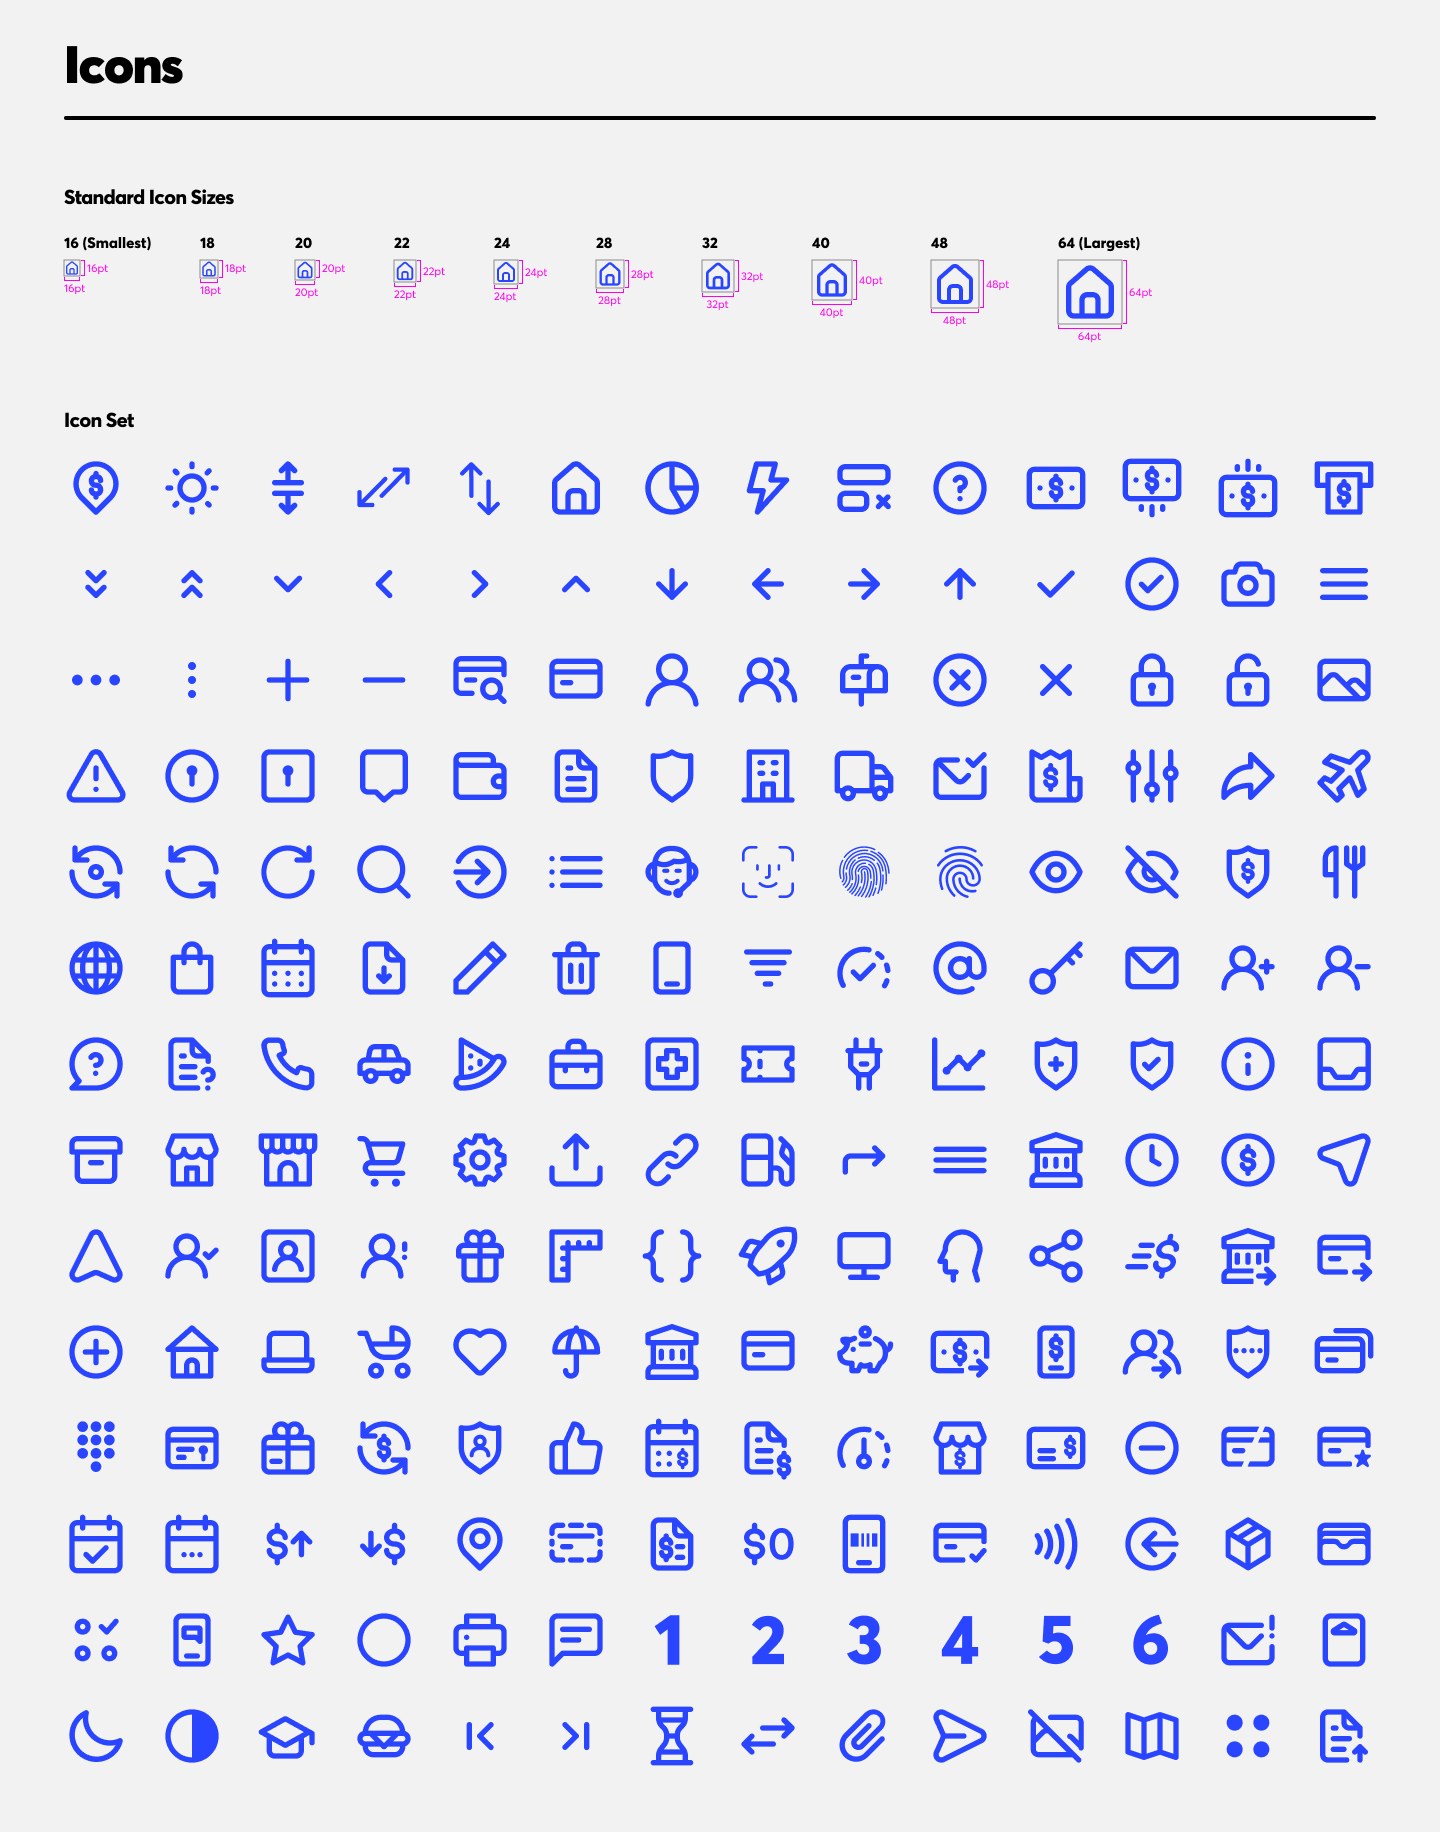 Icons
Standard Icon Sizes
16 (Smallest) 18 20 22 24 28 32 40 48 64 (Largest)
16pt 18pt 20pt 22pt 24pt 28pt 32pt 40pt 48pt 64pt
16pt 18pt 20pt 22pt 24pt 28pt 32pt 40pt 48pt 64pt
Icon Set
$ ? $ $ $ $
$
$
@
? ?
$
$
$ $
$ $ $ $ $
$ $ $ $0
1 2 3 4 5 6